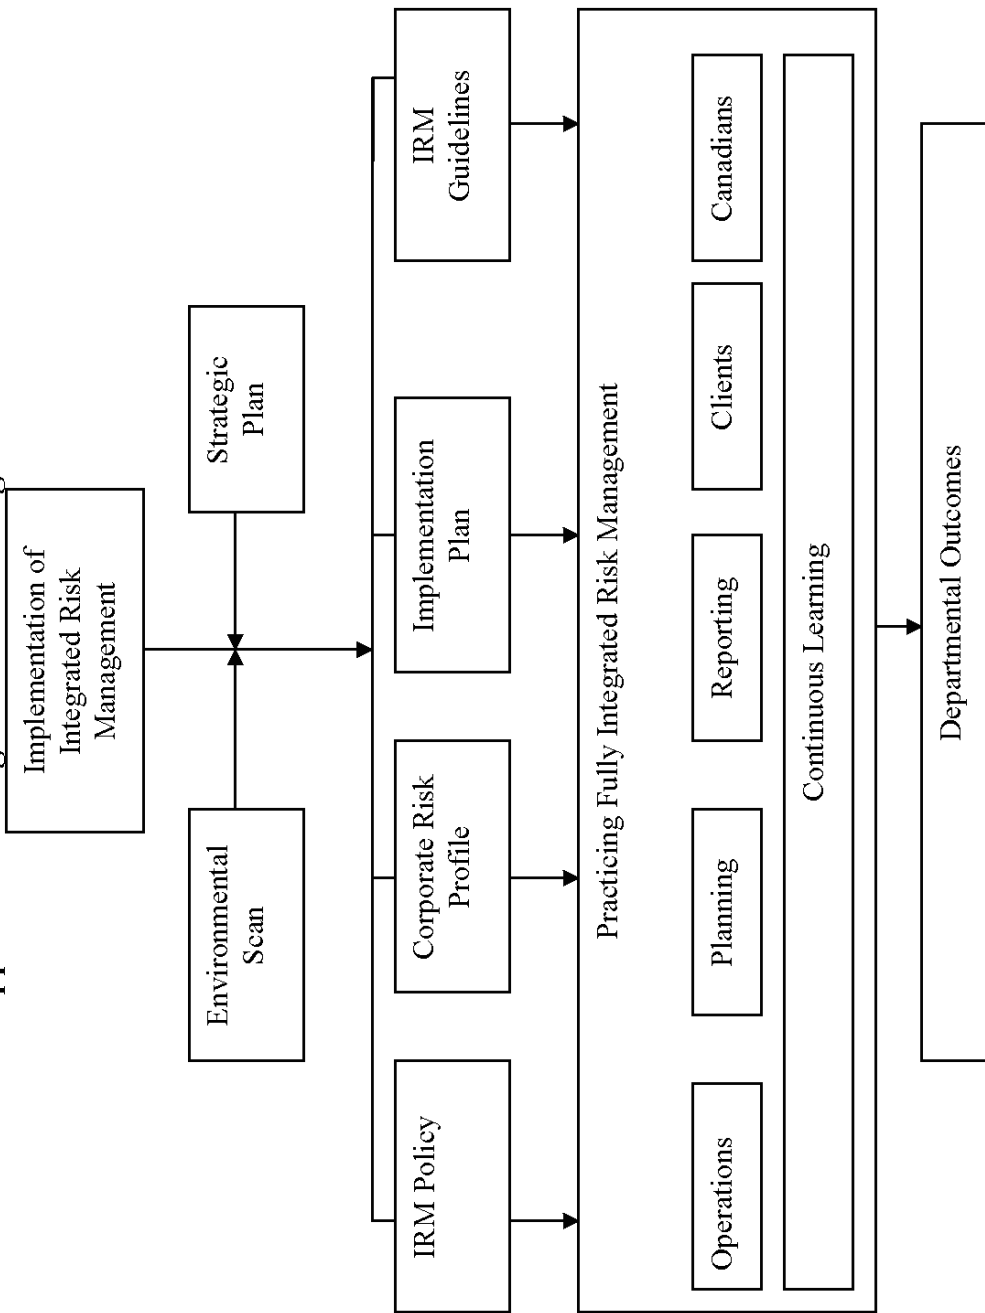 Implementation of
Integrated Risk
Management
Environmental
Scan
Strategic
Plan
IRM Policy
Corporate Risk
Profile
Implementation
Plan
IRM
Guidelines
Practicing Fully Integrated Risk Management
Operations
Planning
Reporting
Clients
Canadians
Continuous Learning
Departmental Outcomes